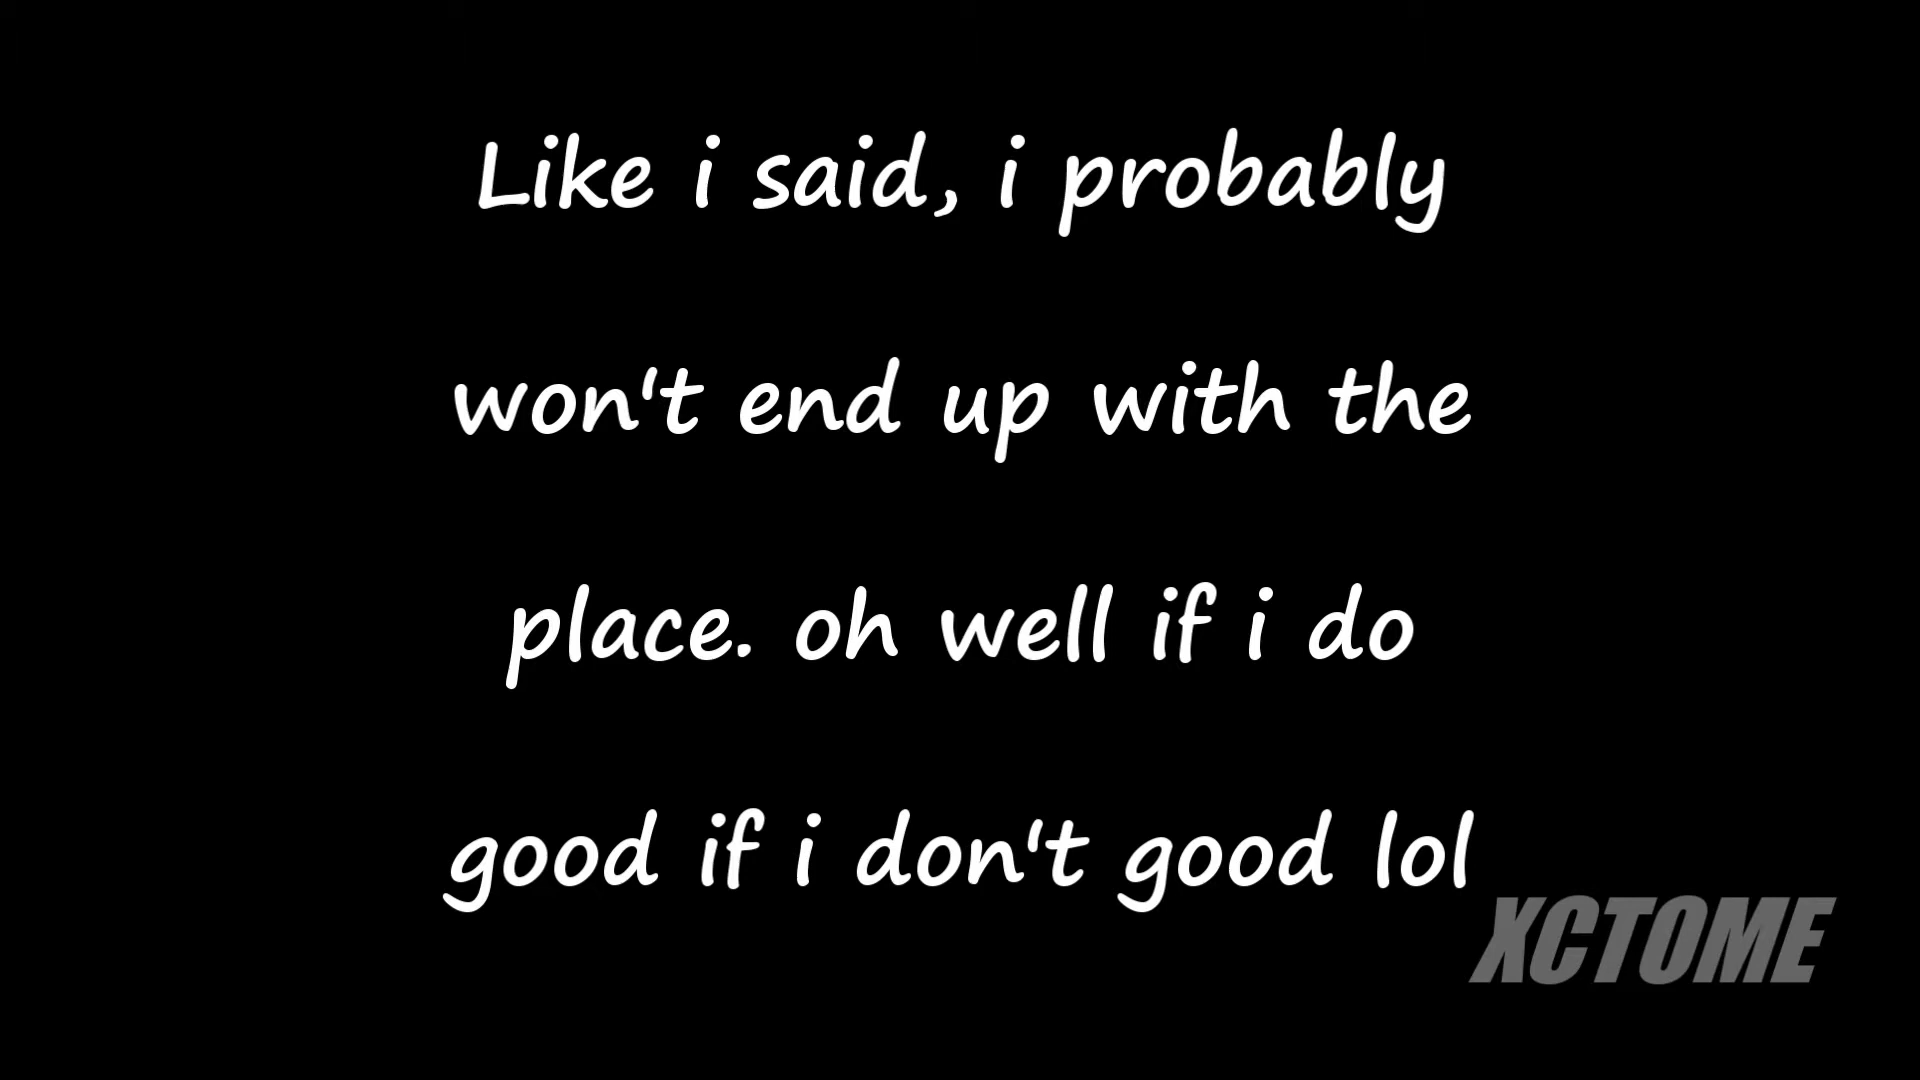 Like i said, i probably
won't end up with the
place. oh well if i do
good if i don't good lol
XCTOME